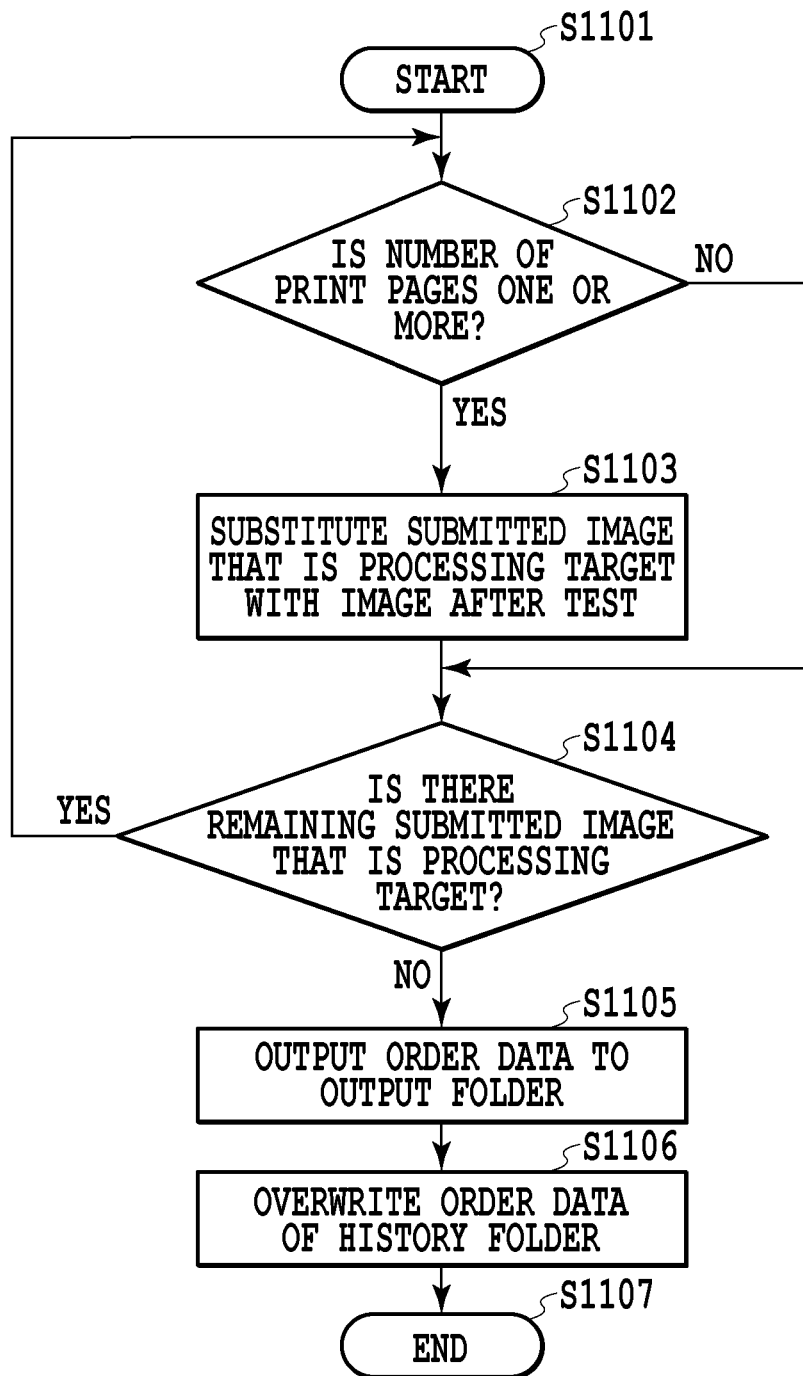 S1101
START
S1102
IS NUMBER OF
PRINT PAGES ONE OR
MORE?
NO
YES
S1103
SUBSTITUTE SUBMITTED IMAGE
THAT IS PROCESSING TARGET
WITH IMAGE AFTER TEST
S1104
IS THERE
REMAINING SUBMITTED IMAGE
THAT IS PROCESSING
TARGET?
YES
NO
S1105
OUTPUT ORDER DATA TO
OUTPUT FOLDER
S1106
OVERWRITE ORDER DATA
OF HISTORY FOLDER
S1107
END